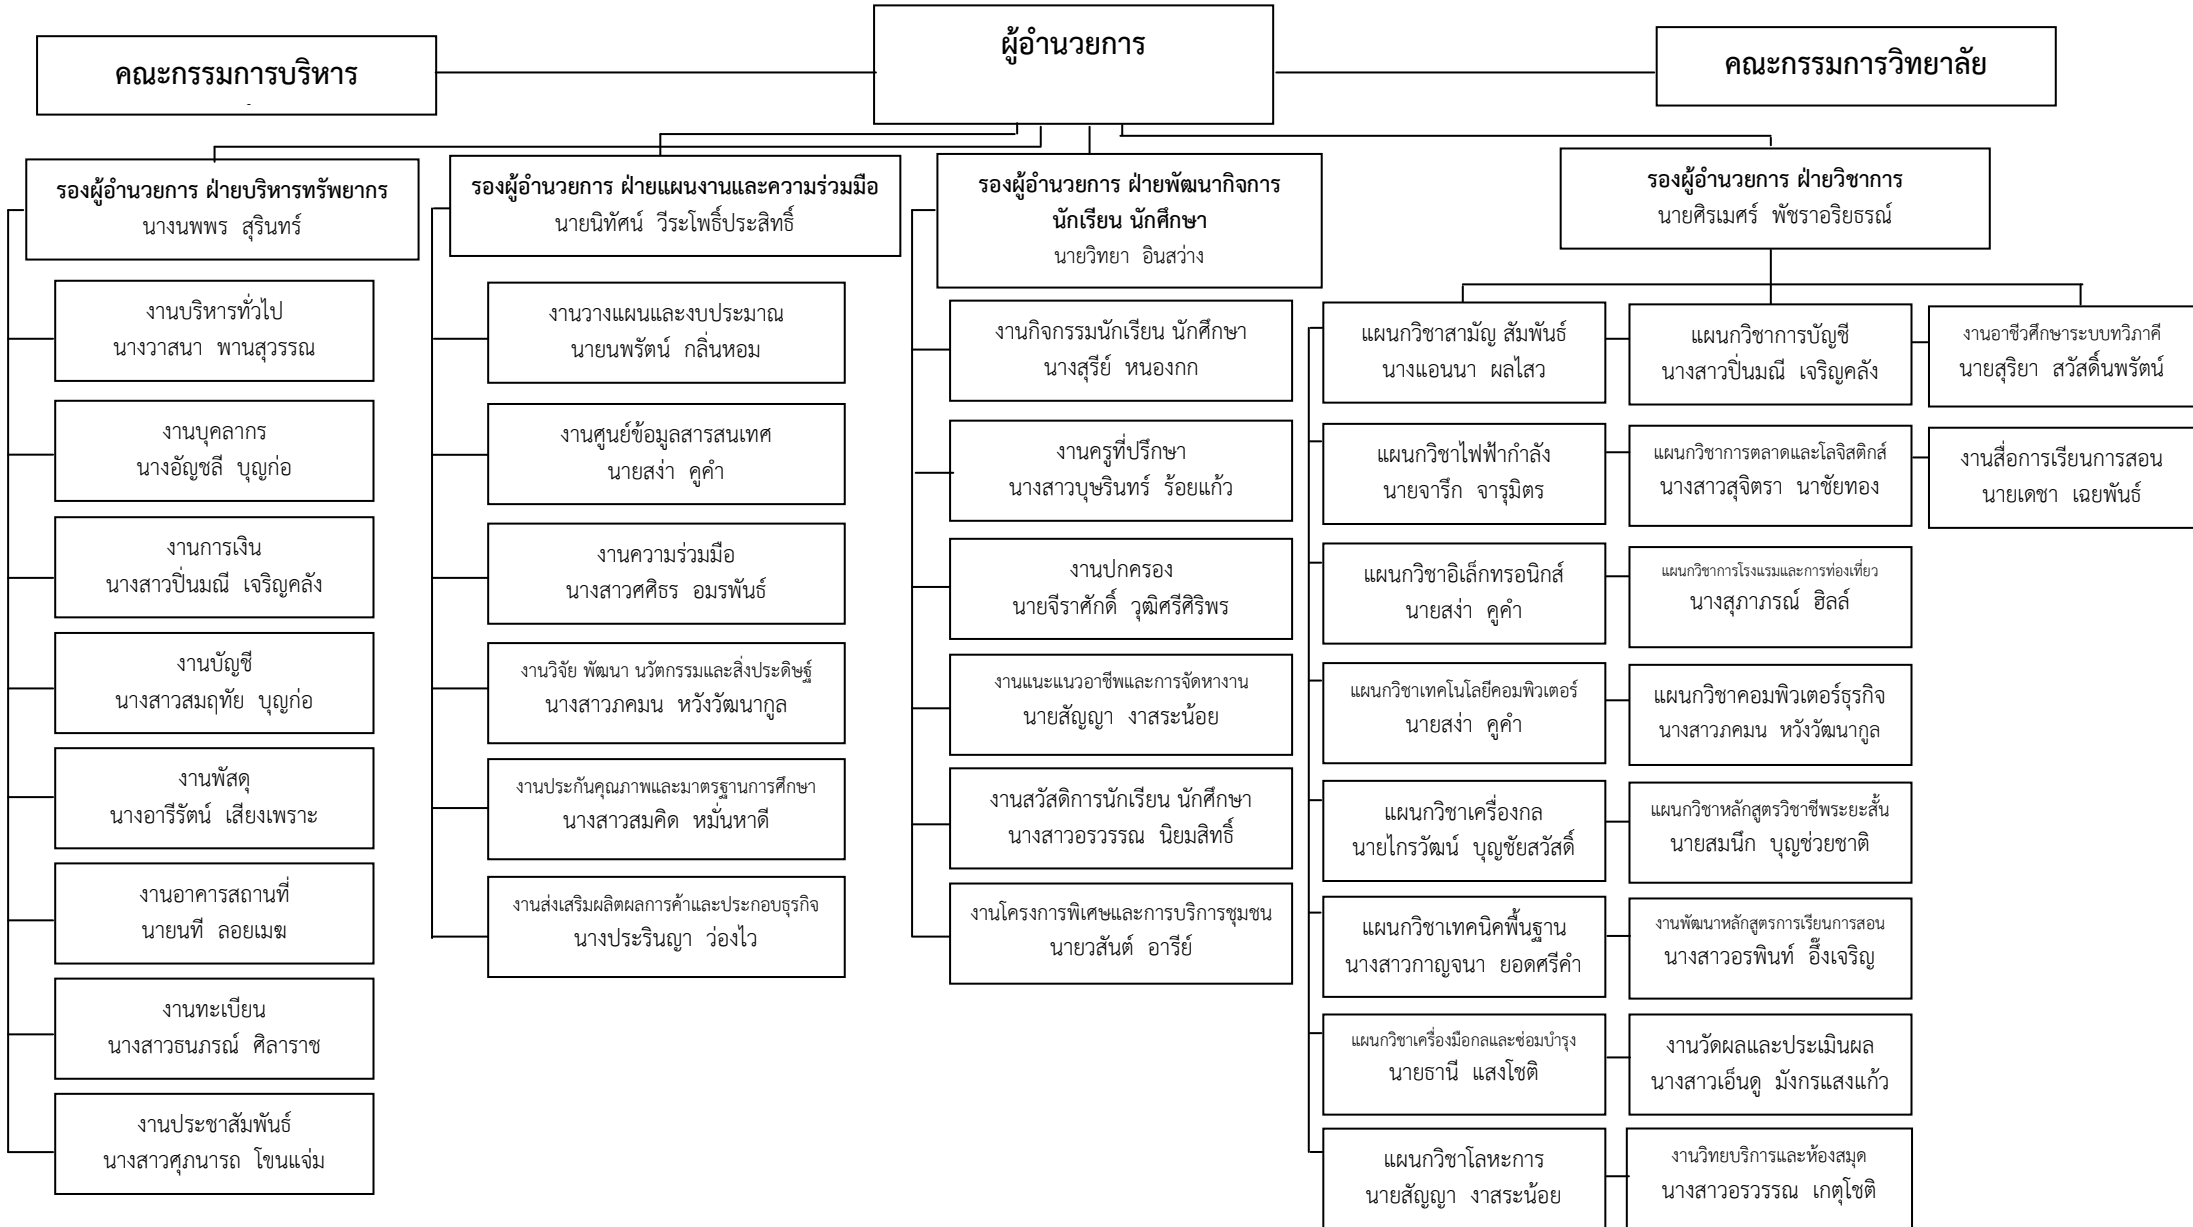 ผู้อำนวยการ
คณะกรรมการบริหาร
คณะกรรมการวิทยาลัย
รองผู้อำนวยการ ฝ่ายบริหารทรัพยากร
นางนพพร สุรินทร์
งานบริหารทั่วไป
นางวาสนา พานสุวรรณ
งานบุคลากร
นางอัญชลี บุญก่อ
งานการเงิน
นางสาวปิ่นมณี เจริญคลัง
งานบัญชี
นางสาวสมฤทัย บุญก่อ
งานพัสดุ
นางอารีรัตน์ เสียงเพราะ
งานอาคารสถานที่
นายนที ลอยเมฆ
งานทะเบียน
นางสาวธนภรณ์ ศิลาราช
งานประชาสัมพันธ์
นางสาวศุภนารถ โขนแจ่ม
รองผู้อำนวยการ ฝ่ายแผนงานและความร่วมมือ
นายนิทัศน์ วีระโพธิ์ประสิทธิ์
งานวางแผนและงบประมาณ
นายนพรัตน์ กลิ่นหอม
งานศูนย์ข้อมูลสารสนเทศ
นายสง่า คูคำ
งานความร่วมมือ
นางสาวศศิธร อมรพันธ์
งานวิจัย พัฒนา นวัตกรรมและสิ่งประดิษฐ์
นางสาวภคมน หวังวัฒนากูล
งานประกันคุณภาพและมาตรฐานการศึกษา
นางสาวสมคิด หมั่นหาดี
งานส่งเสริมผลิตผลการค้าและประกอบธุรกิจ
นางประรินญา ว่องไว
รองผู้อำนวยการ ฝ่ายพัฒนากิจการ
นักเรียน นักศึกษา
นายวิทยา อินสว่าง
งานกิจกรรมนักเรียน นักศึกษา
นางสุรีย์ หนองกก
งานครูที่ปรึกษา
นางสาวบุษรินทร์ ร้อยแก้ว
งานปกครอง
นายจีราศักดิ์ วุฒิศรีศิริพร
งานแนะแนวอาชีพและการจัดหางาน
นายสัญญา งาสระน้อย
งานสวัสดิการนักเรียน นักศึกษา
นางสาวอรวรรณ นิยมสิทธิ์
งานโครงการพิเศษและการบริการชุมชน
นายวสันต์ อารีย์
รองผู้อำนวยการ ฝ่ายวิชาการ
นายศิรเมศร์ พัชราอริยธรณ์
แผนกวิชาสามัญ สัมพันธ์
นางแอนนา ผลไสว
แผนกวิชาไฟฟ้ากำลัง
นายจารึก จารุมิตร
แผนกวิชาอิเล็กทรอนิกส์
นายสง่า คูคำ
แผนกวิชาเทคโนโลยีคอมพิวเตอร์
นายสง่า คูคำ
แผนกวิชาเครื่องกล
นายไกรวัฒน์ บุญชัยสวัสดิ์
แผนกวิชาเทคนิคพื้นฐาน
นางสาวกาญจนา ยอดศรีคำ
แผนกวิชาเครื่องมือกลและซ่อมบำรุง
นายธานี แสงโชติ
แผนกวิชาโลหะการ
นายสัญญา งาสระน้อย
แผนกวิชาการบัญชี
นางสาวปิ่นมณี เจริญคลัง
แผนกวิชาการตลาดและโลจิสติกส์
นางสาวสุจิตรา นาชัยทอง
แผนกวิชาการโรงแรมและการท่องเที่ยว
นางสุภาภรณ์ ฮิลล์
แผนกวิชาคอมพิวเตอร์ธุรกิจ
นางสาวภคมน หวังวัฒนากูล
แผนกวิชาหลักสูตรวิชาชีพระยะสั้น
นายสมนึก บุญช่วยชาติ
งานพัฒนาหลักสูตรการเรียนการสอน
นางสาวอรพินท์ อึ๊งเจริญ
งานวัดผลและประเมินผล
นางสาวเอ็นดู มังกรแสงแก้ว
งานวิทยบริการและห้องสมุด
นางสาวอรวรรณ เกตุโชติ
งานอาชีวศึกษาระบบทวิภาคี
นายสุริยา สวัสดิ์นพรัตน์
งานสื่อการเรียนการสอน
นายเดชา เฉยพันธ์